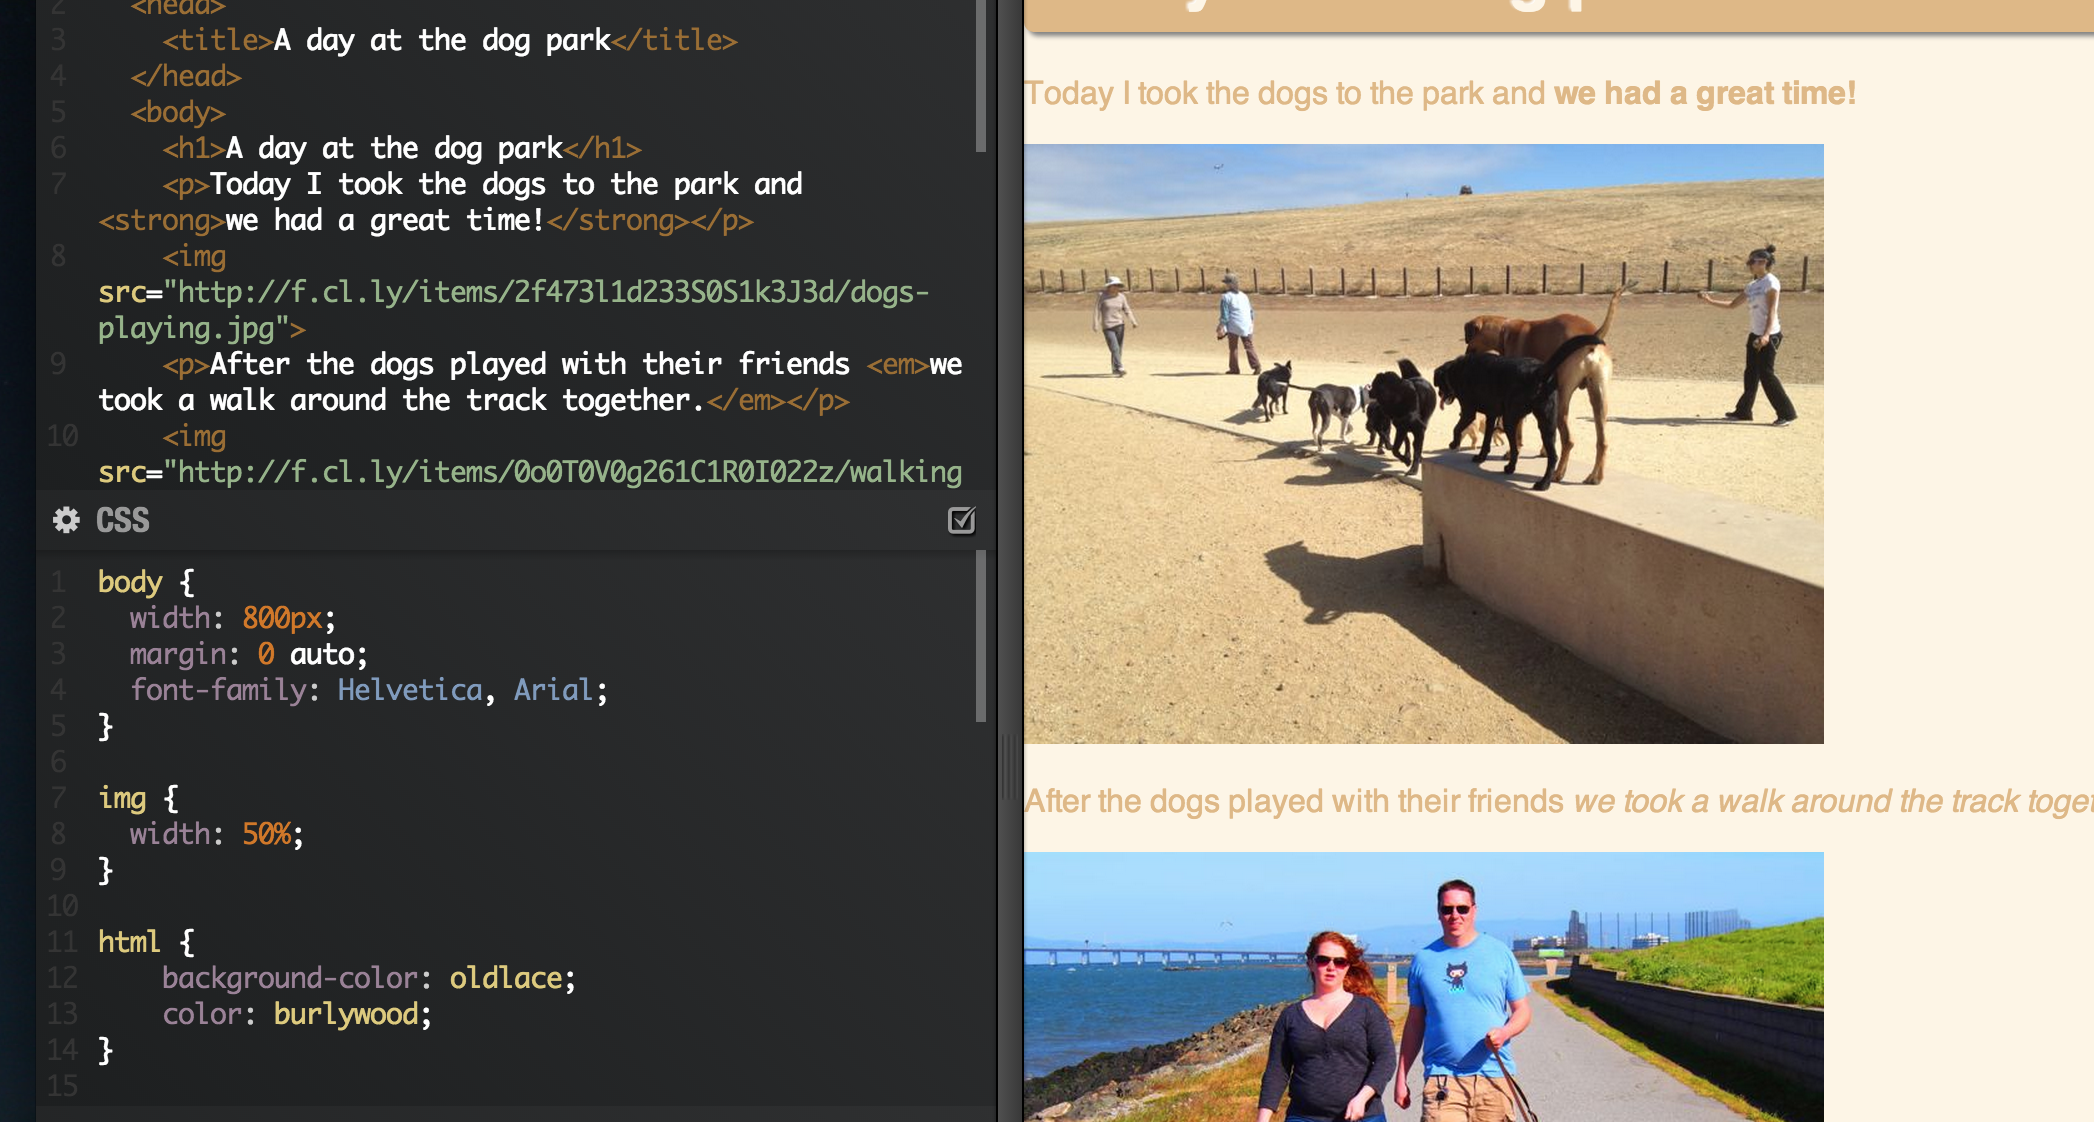 2 <head>
3 <title>A day at the dog park</title>
4 </head>
5 <body>
6 <h1>A day at the dog park</h1>
7 <p>Today I took the dogs to the park and
<strong>we had a great time!</strong></p>
8 <img
src="http://f.cl.ly/items/2f473l1d233S0S1k3J3d/dogs-
playing.jpg">
9 <p>After the dogs played with their friends <em>we
took a walk around the track together.</em></p>
10 <img
src="http://f.cl.ly/items/0o0T0V0g261C1R0I022z/walking
CSS
1 body {
2 width: 800px;
3 margin: 0 auto;
4 font-family: Helvetica, Arial;
5 }
6
7 img {
8 width: 50%;
9 }
10
11 html {
12 background-color: oldlace;
13 color: burlywood;
14 }
15
Today I took the dogs to the park and we had a great time!
After the dogs played with their friends we took a walk around the track